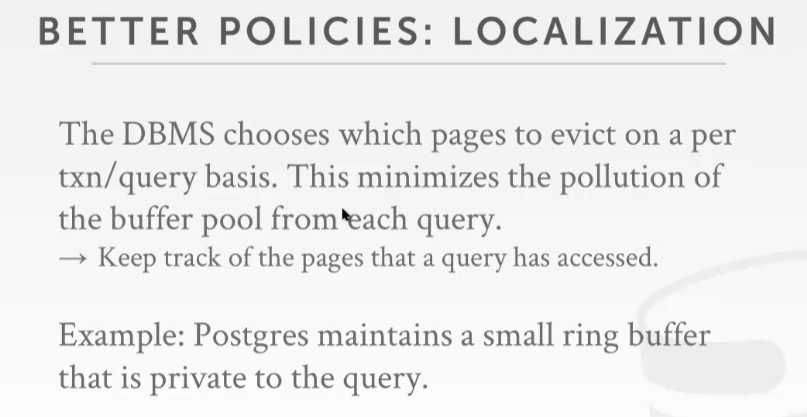 BETTER POLICIES: LOCALIZATION
The DBMS chooses which pages to evict on a per
txn/query basis. This minimizes the pollution of
the buffer pool from each query.
→ Keep track of the pages that a query has accessed.
Example: Postgres maintains a small ring buffer
that is private to the query.